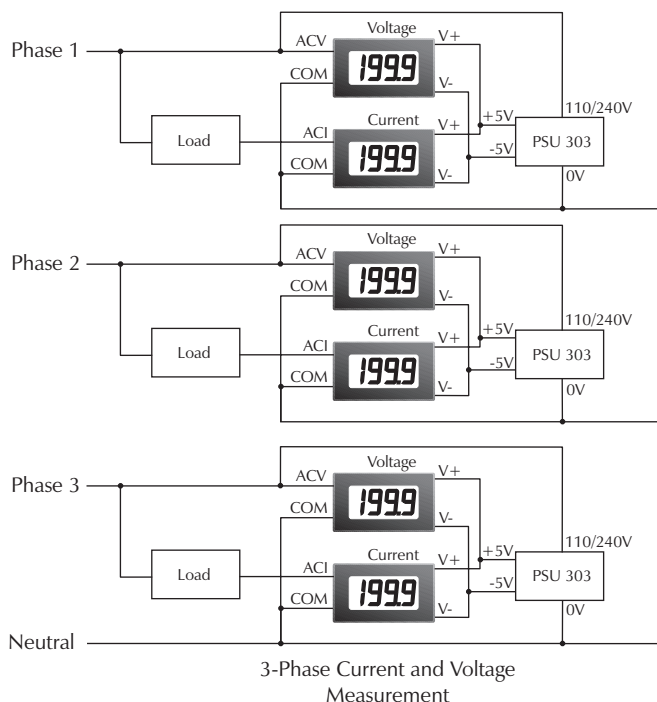 Voltage
Phase 1
ACV
199.9
V+
COM
V-
110/240V
Current
+5V
Load
ACI
199.9
V+
PSU 303
-5V
COM
V-
0V
Voltage
Phase 2
ACV
199.9
V+
COM
V-
110/240V
Current
+5V
Load
ACI
199.9
V+
PSU 303
-5V
COM
V-
0V
Voltage
Phase 3
ACV
199.9
V+
COM
V-
110/240V
Current
+5V
Load
ACI
199.9
V+
PSU 303
-5V
COM
V-
0V
Neutral
3-Phase Current and Voltage
Measurement